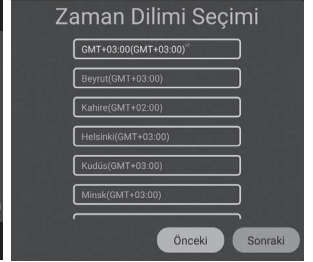 Zaman Dilimi Seçimi
GMT+03:00(GMT+03:00)
Beyrut(GMT+03:00)
Kahire(GMT+02:00)
Helsinki(GMT+03:00)
Kudüs(GMT+03:00)
Minsk(GMT+03:00)
Önceki
Sonraki